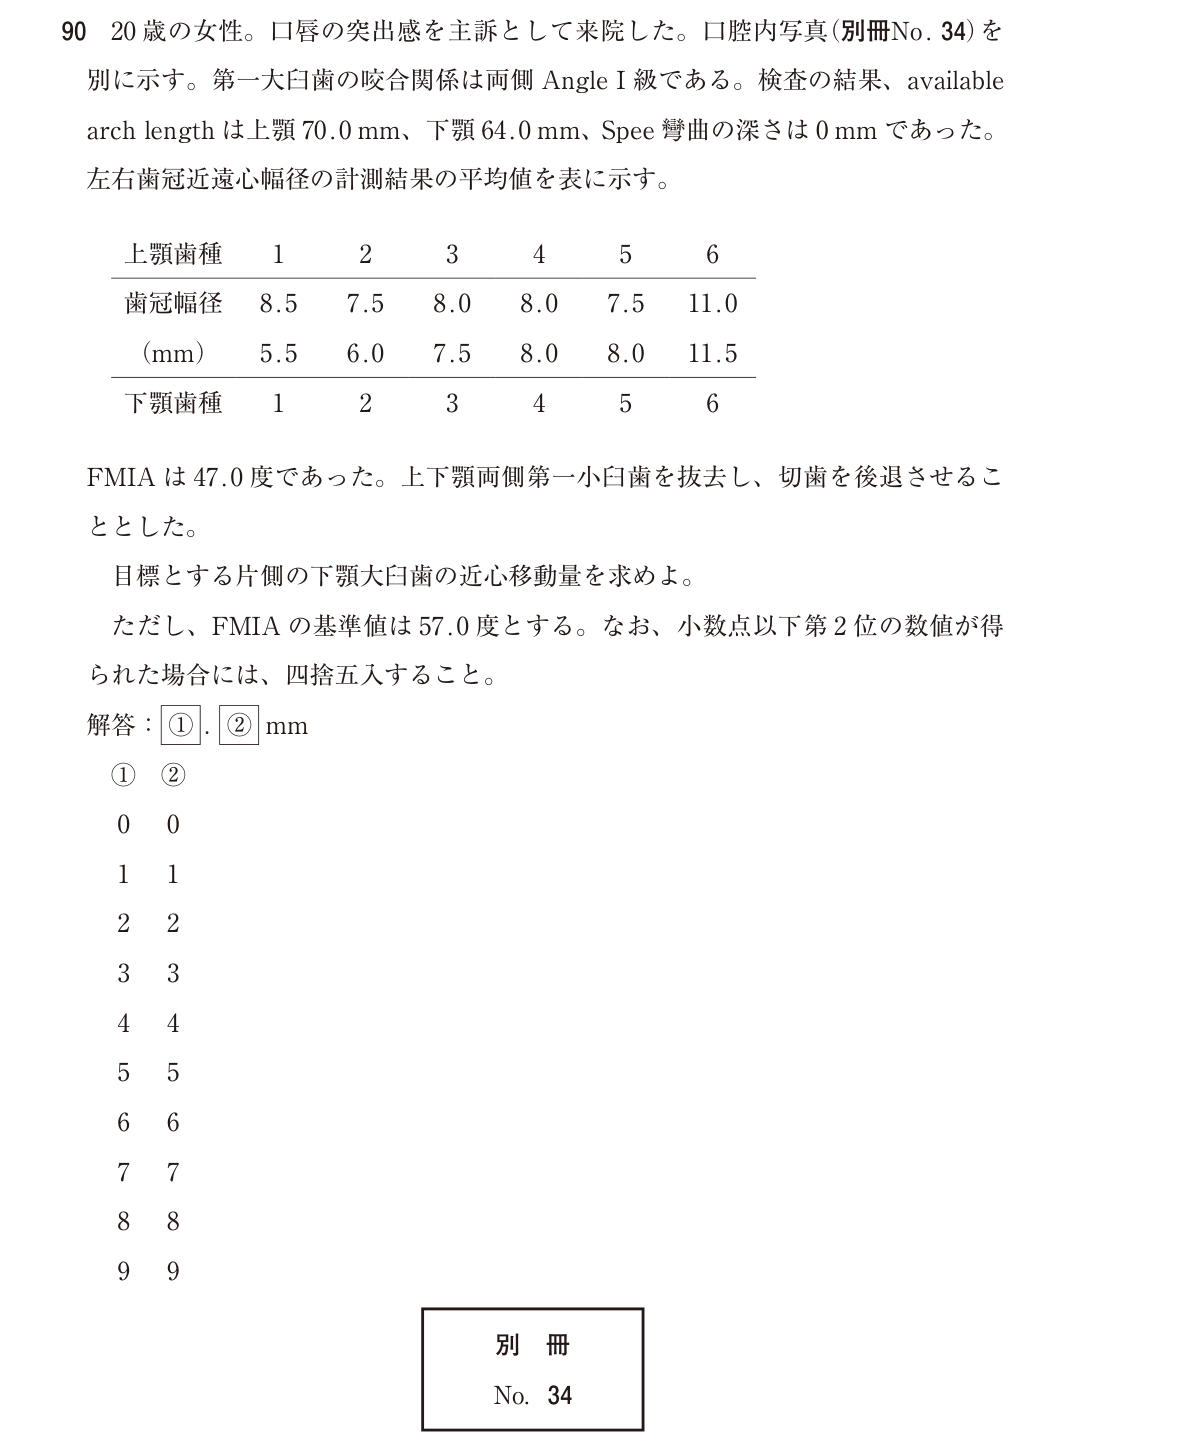 90 20歳の女性。口唇の突出感を主訴として来院した。口腔内写真(別冊No. 34)を
別に示す。第一大臼歯の咬合関係は両側 Angle I 級である。検査の結果、available
arch length は上顎 70.0 mm、下顎 64.0 mm、Spee 彎曲の深さは 0 mm であった。
左右歯冠近遠心幅径の計測結果の平均値を表に示す。
上顎歯種 1 2 3 4 5 6
歯冠幅径 8.5 7.5 8.0 8.0 7.5 11.0
(mm) 5.5 6.0 7.5 8.0 8.0 11.5
下顎歯種 1 2 3 4 5 6
FMIA は 47.0 度であった。上下顎両側第一小臼歯を抜去し、切歯を後退させるこ
ととした。
目標とする片側の下顎大臼歯の近心移動量を求めよ。
ただし、FMIA の基準値は 57.0 度とする。なお、小数点以下第 2 位の数値が得
られた場合には、四捨五入すること。
解答:① . ② mm
① ②
0 0
1 1
2 2
3 3
4 4
5 5
6 6
7 7
8 8
9 9
別 冊
No. 34